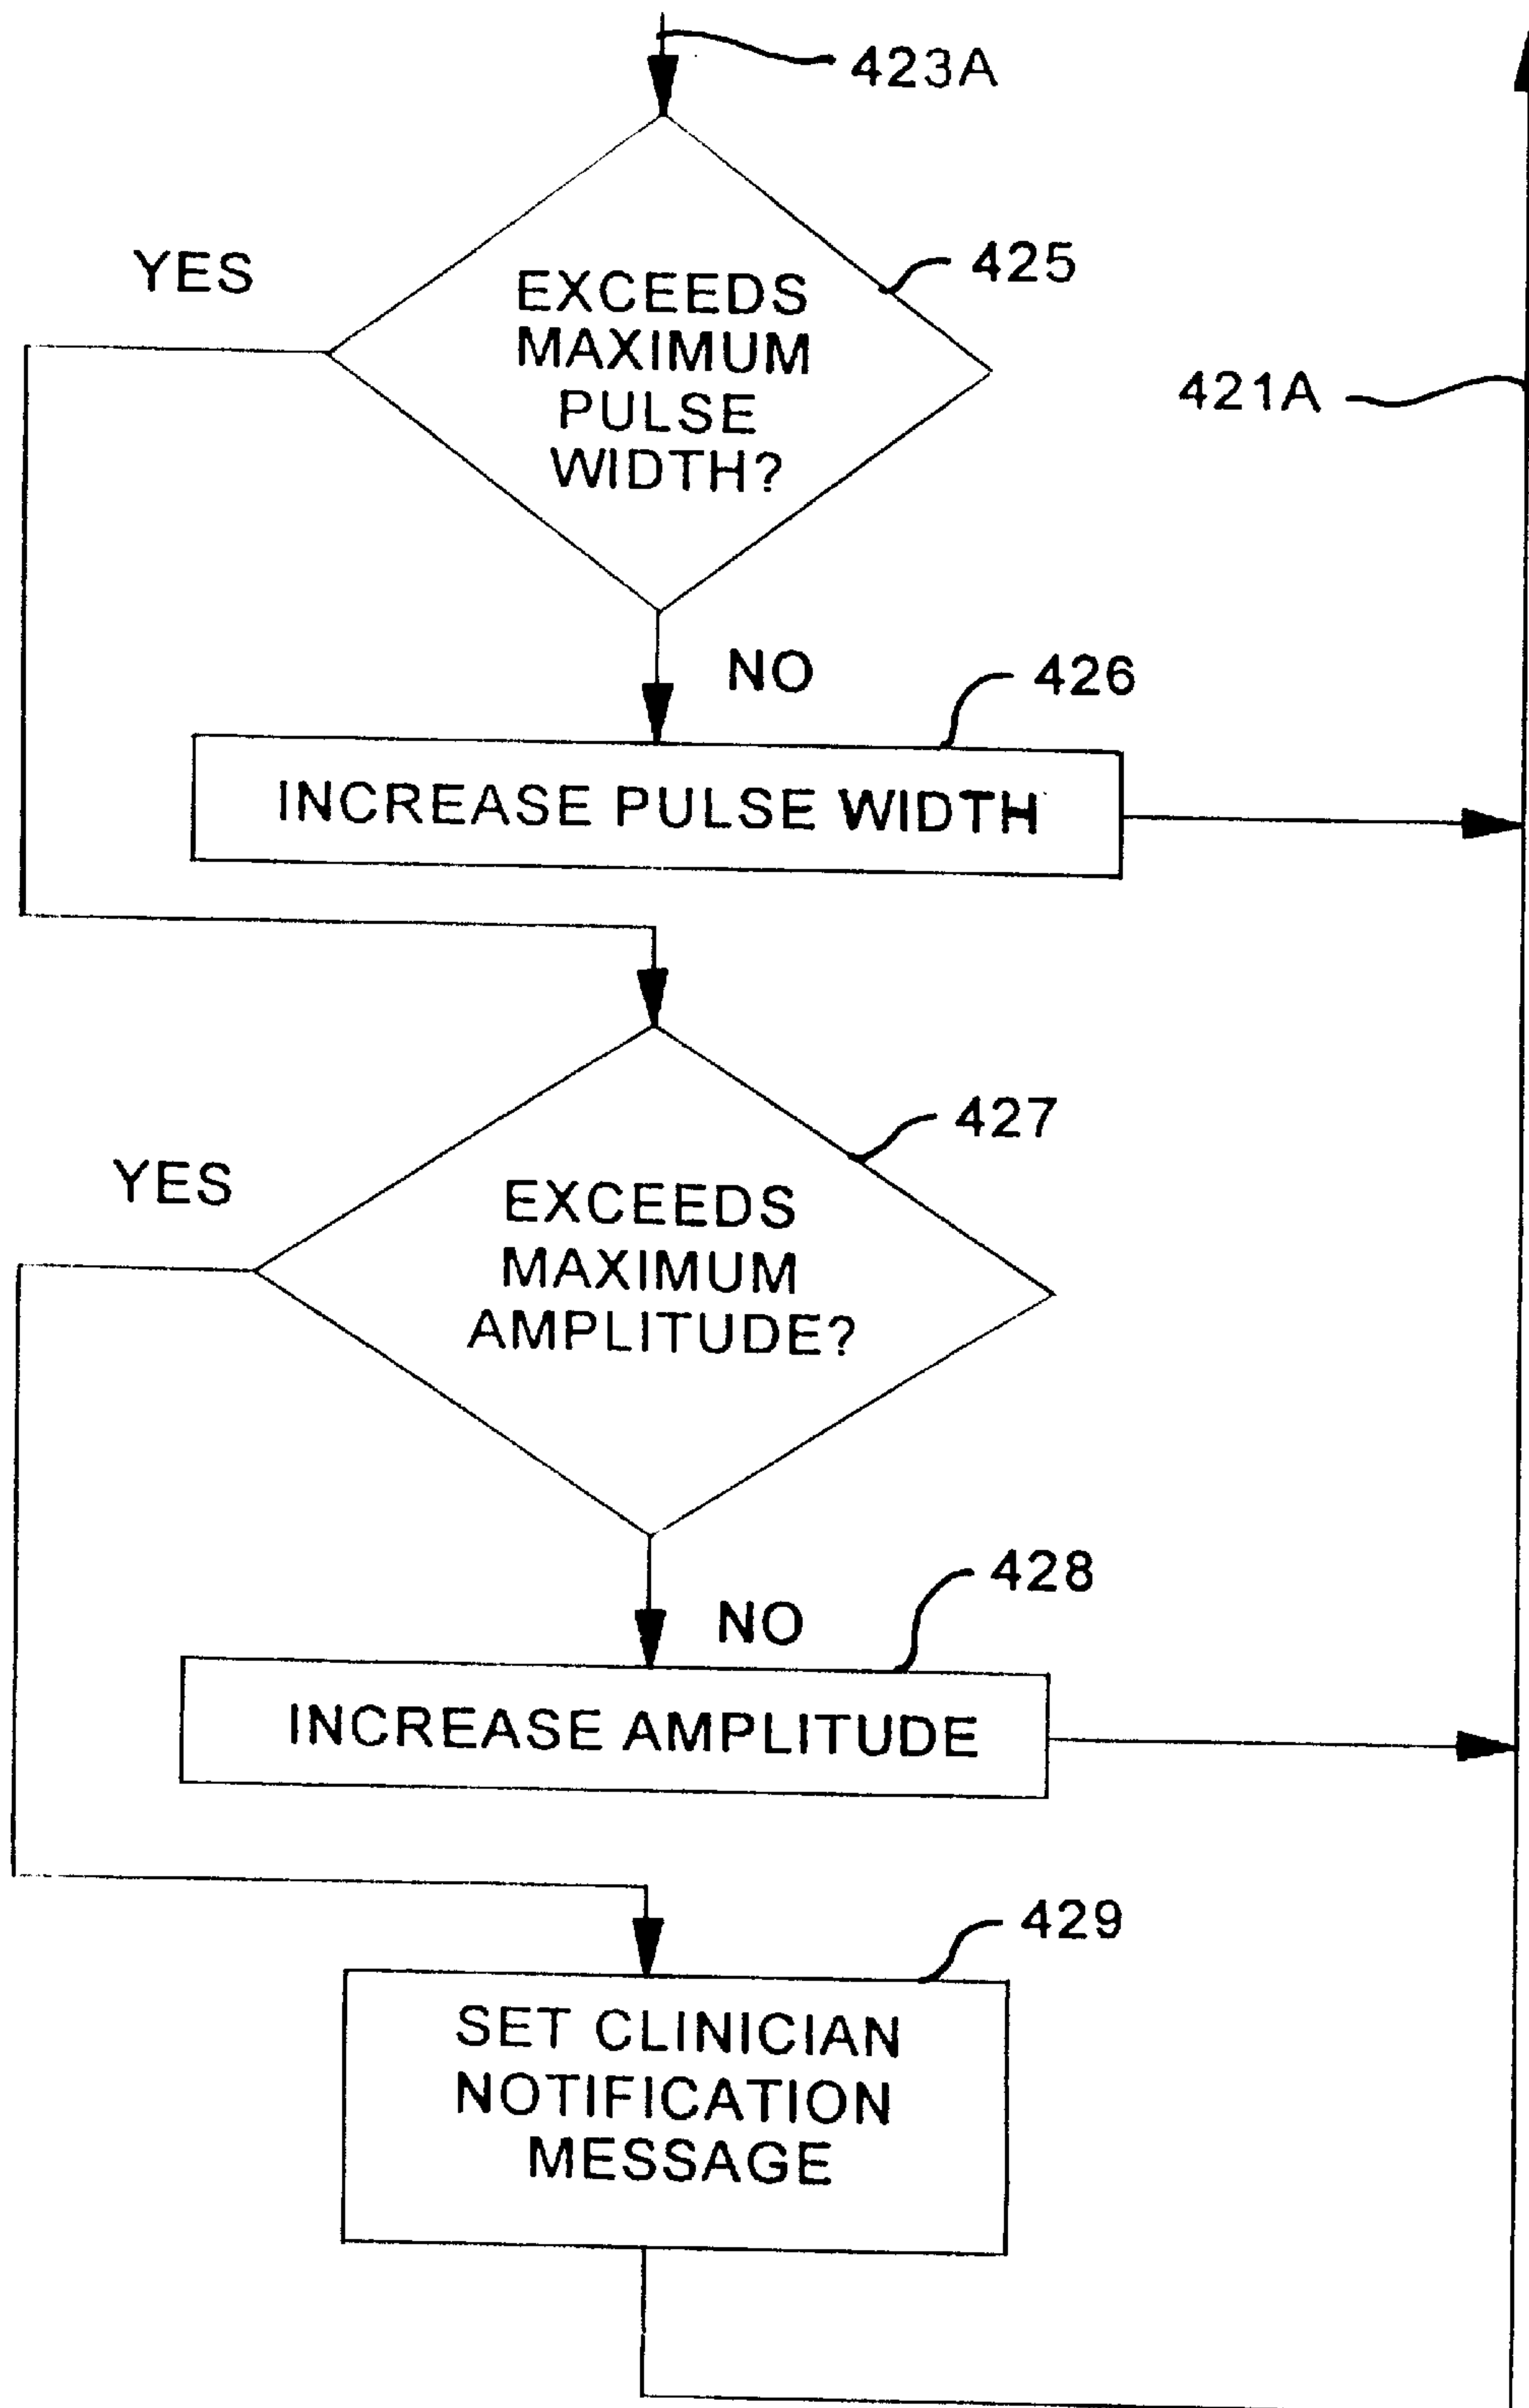 423A
YES
425
EXCEEDS
MAXIMUM
PULSE
WIDTH?
421A
NO
426
INCREASE PULSE WIDTH
427
YES
EXCEEDS
MAXIMUM
AMPLITUDE?
428
NO
INCREASE AMPLITUDE
429
SET CLINICIAN
NOTIFICATION
MESSAGE